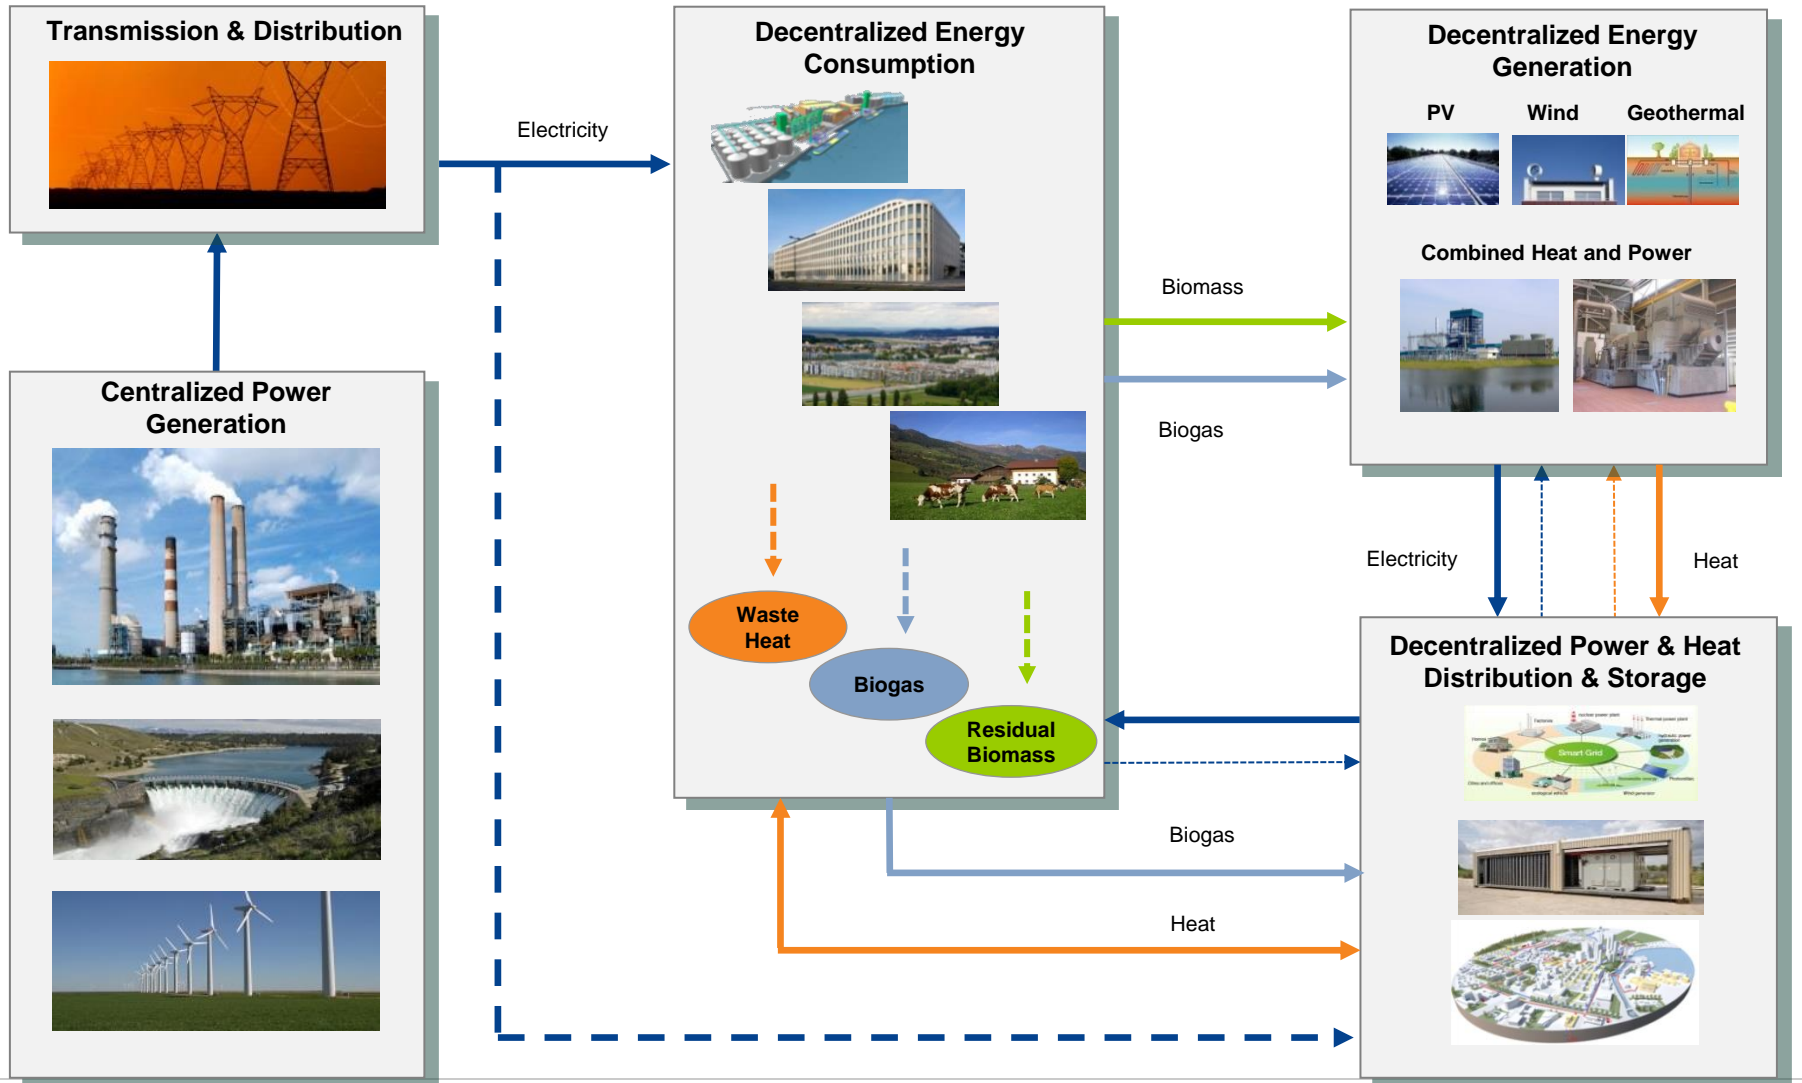 Transmission & Distribution
Electricity
Centralized Power
Generation
Decentralized Energy
Consumption
Waste
Heat
Biogas
Residual
Biomass
Biomass
Biogas
Decentralized Energy
Generation
PV Wind Geothermal
Combined Heat and Power
Electricity
Heat
Decentralized Power & Heat
Distribution & Storage
Smart Grid
Biogas
Heat